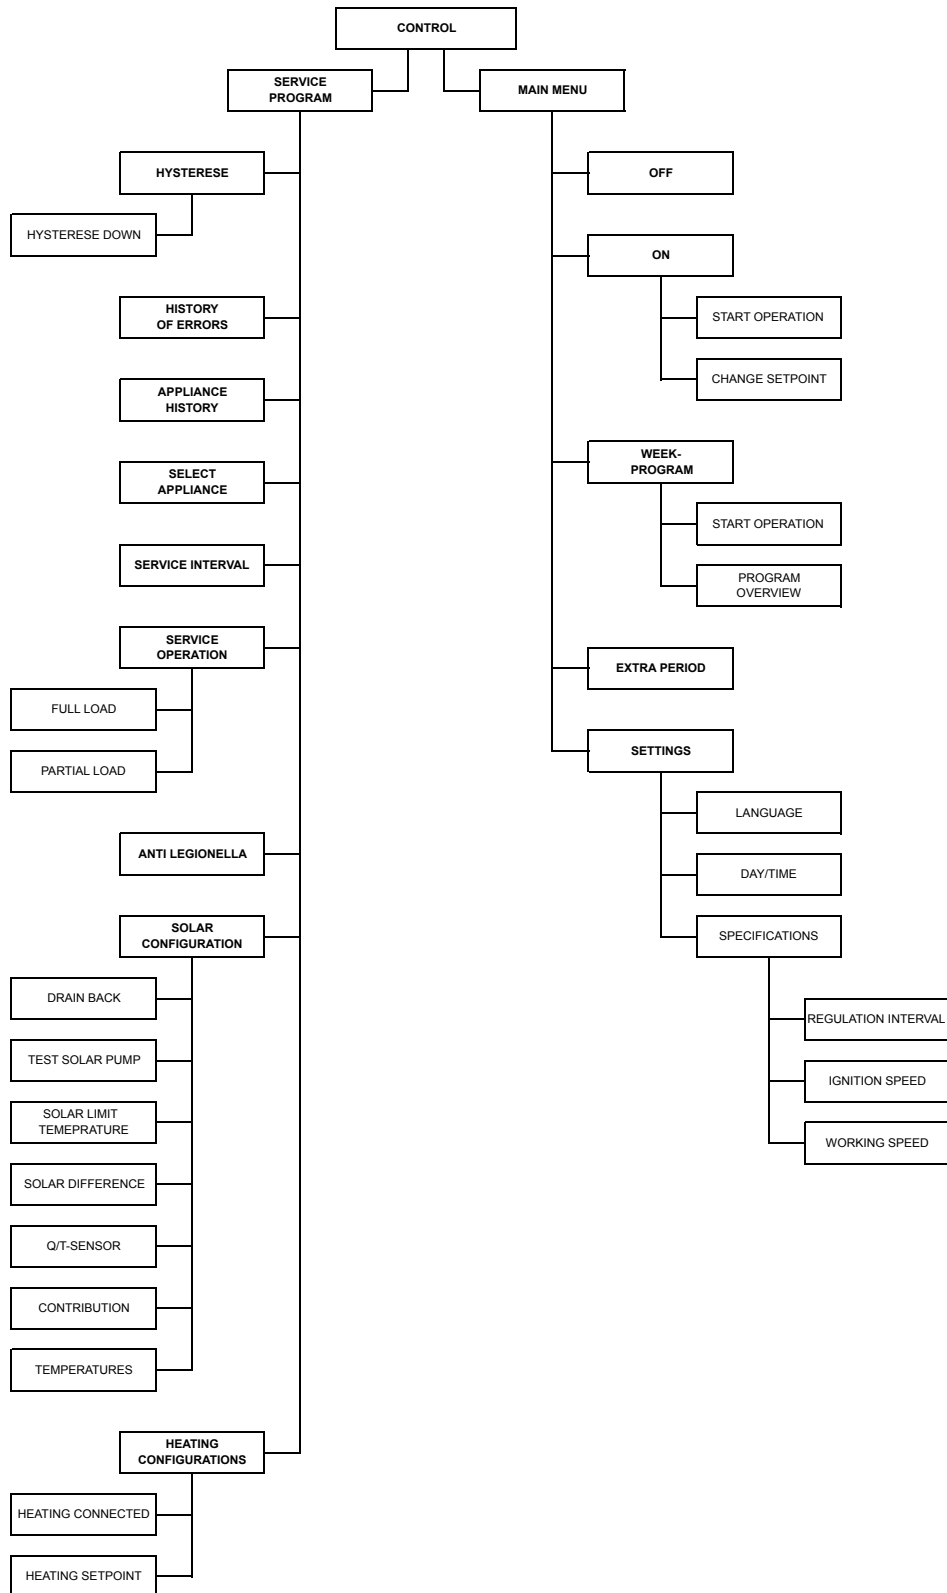 CONTROL
SERVICE
PROGRAM
HYSTERESE
HYSTERESE DOWN
HISTORY
OF ERRORS
APPLIANCE
HISTORY
SELECT
APPLIANCE
SERVICE INTERVAL
SERVICE
OPERATION
FULL LOAD
PARTIAL LOAD
ANTI LEGIONELLA
SOLAR
CONFIGURATION
DRAIN BACK
TEST SOLAR PUMP
SOLAR LIMIT
TEMEPRATURE
SOLAR DIFFERENCE
Q/T-SENSOR
CONTRIBUTION
TEMPERATURES
HEATING
CONFIGURATIONS
HEATING CONNECTED
HEATING SETPOINT
MAIN MENU
OFF
ON
START OPERATION
CHANGE SETPOINT
WEEK-
PROGRAM
START OPERATION
PROGRAM
OVERVIEW
EXTRA PERIOD
SETTINGS
LANGUAGE
DAY/TIME
SPECIFICATIONS
REGULATION INTERVAL
IGNITION SPEED
WORKING SPEED